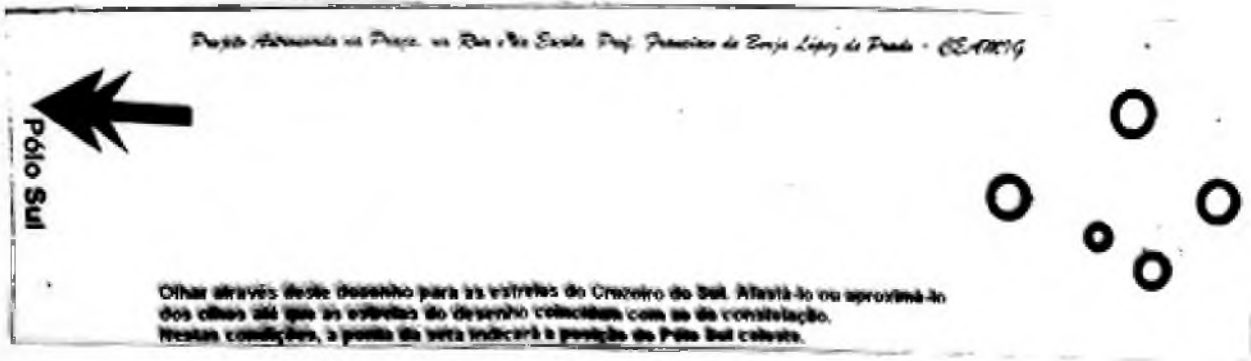 Projeto Astronomia na Praça, na Rua e Na Escola Prof. Francisco de Borja López de Prado - CEAMIG
Pólo Sul
Olhar através deste desenho para as estrelas do Cruzeiro do Sul. Afastá-lo ou aproximá-lo
dos olhos até que as estrelas do desenho coincidam com as da constelação.
Nestas condições, a ponta da seta indicará a posição do Pólo Sul celeste.